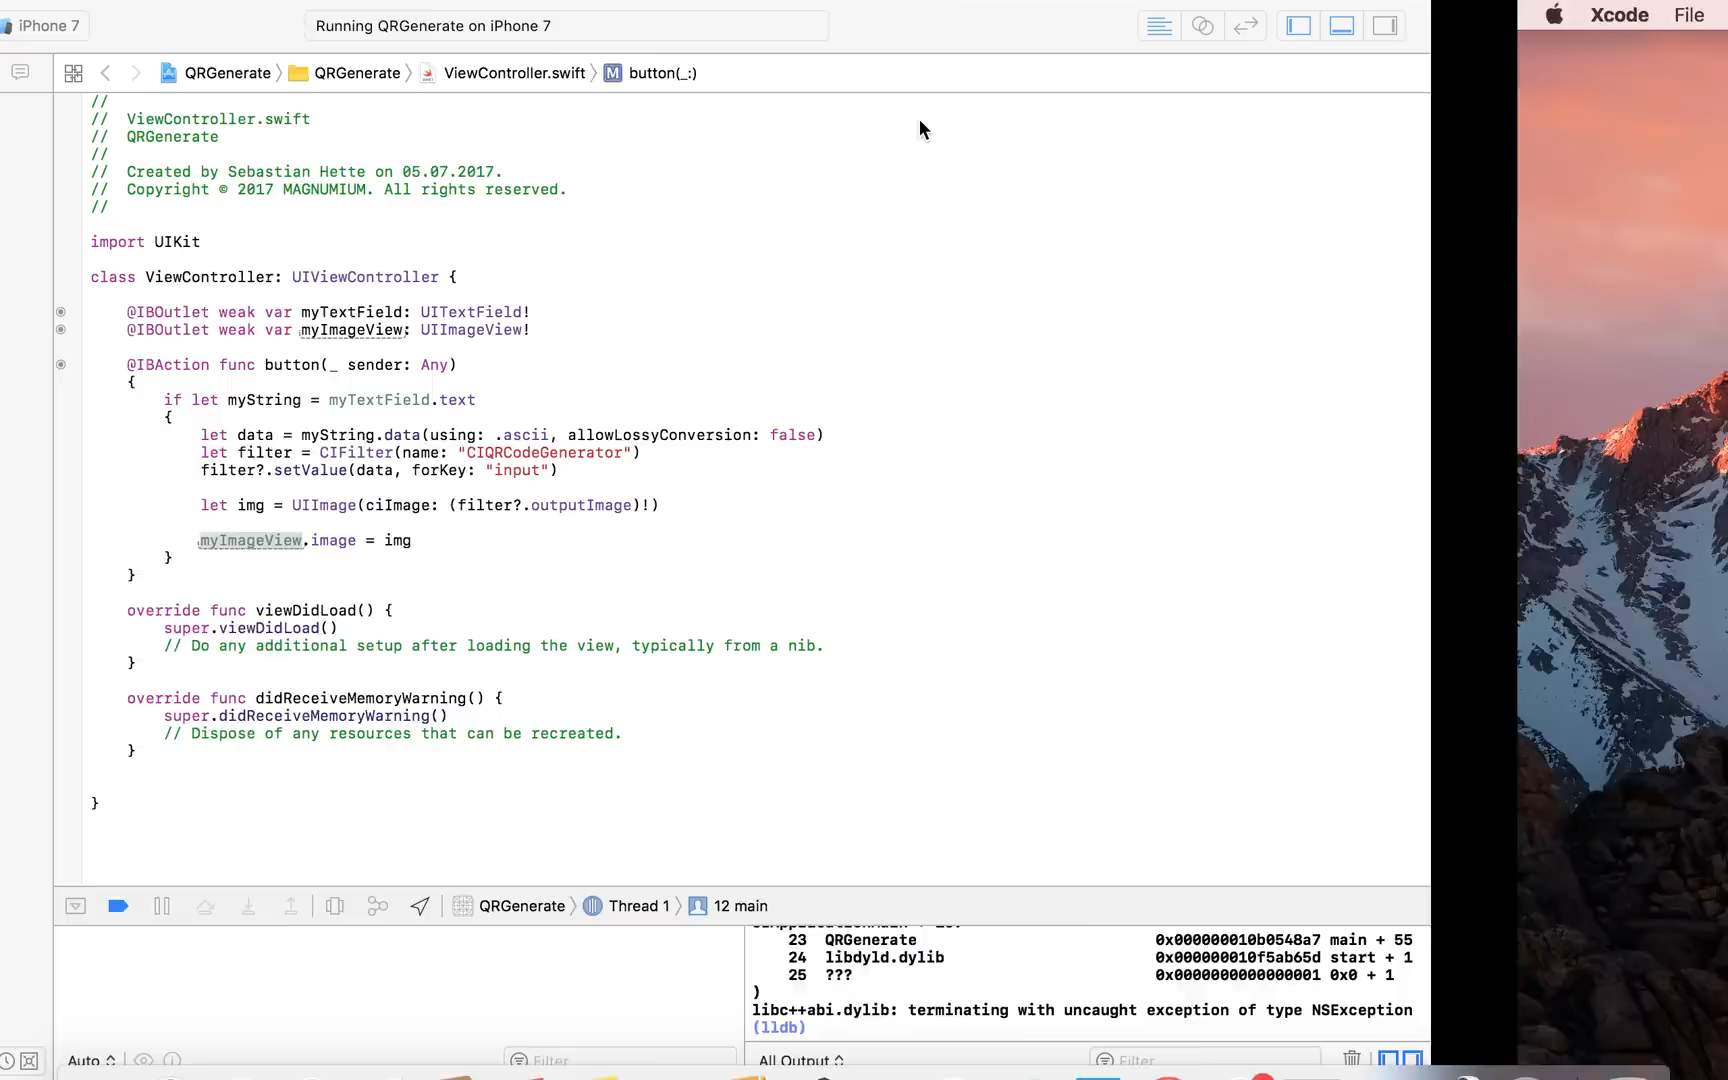 iPhone 7
Running QRGenerate on iPhone 7
Xcode File
QRGenerate QRGenerate ViewController.swift M button(_:)
//
// ViewController.swift
// QRGenerate
//
// Created by Sebastian Hette on 05.07.2017.
// Copyright © 2017 MAGNUMIUM. All rights reserved.
//
import UIKit
class ViewController: UIViewController {
@IBOutlet weak var myTextField: UITextField!
@IBOutlet weak var myImageView: UIImageView!
@IBAction func button(_ sender: Any)
{
if let myString = myTextField.text
{
let data = myString.data(using: .ascii, allowLossyConversion: false)
let filter = CIFilter(name: "CIQRCodeGenerator")
filter?.setValue(data, forKey: "input")
let img = UIImage(ciImage: (filter?.outputImage)!)
myImageView.image = img
}
}
override func viewDidLoad() {
super.viewDidLoad()
// Do any additional setup after loading the view, typically from a nib.
}
override func didReceiveMemoryWarning() {
super.didReceiveMemoryWarning()
// Dispose of any resources that can be recreated.
}
}
QRGenerate Thread 1 12 main
23 QRGenerate 0x000000010b0548a7 main + 55
24 libdyld.dylib 0x000000010f5ab65d start + 1
25 ??? 0x0000000000000001 0x0 + 1
)
libc++abi.dylib: terminating with uncaught exception of type NSException
(lldb)
Auto Filter All Output Filter